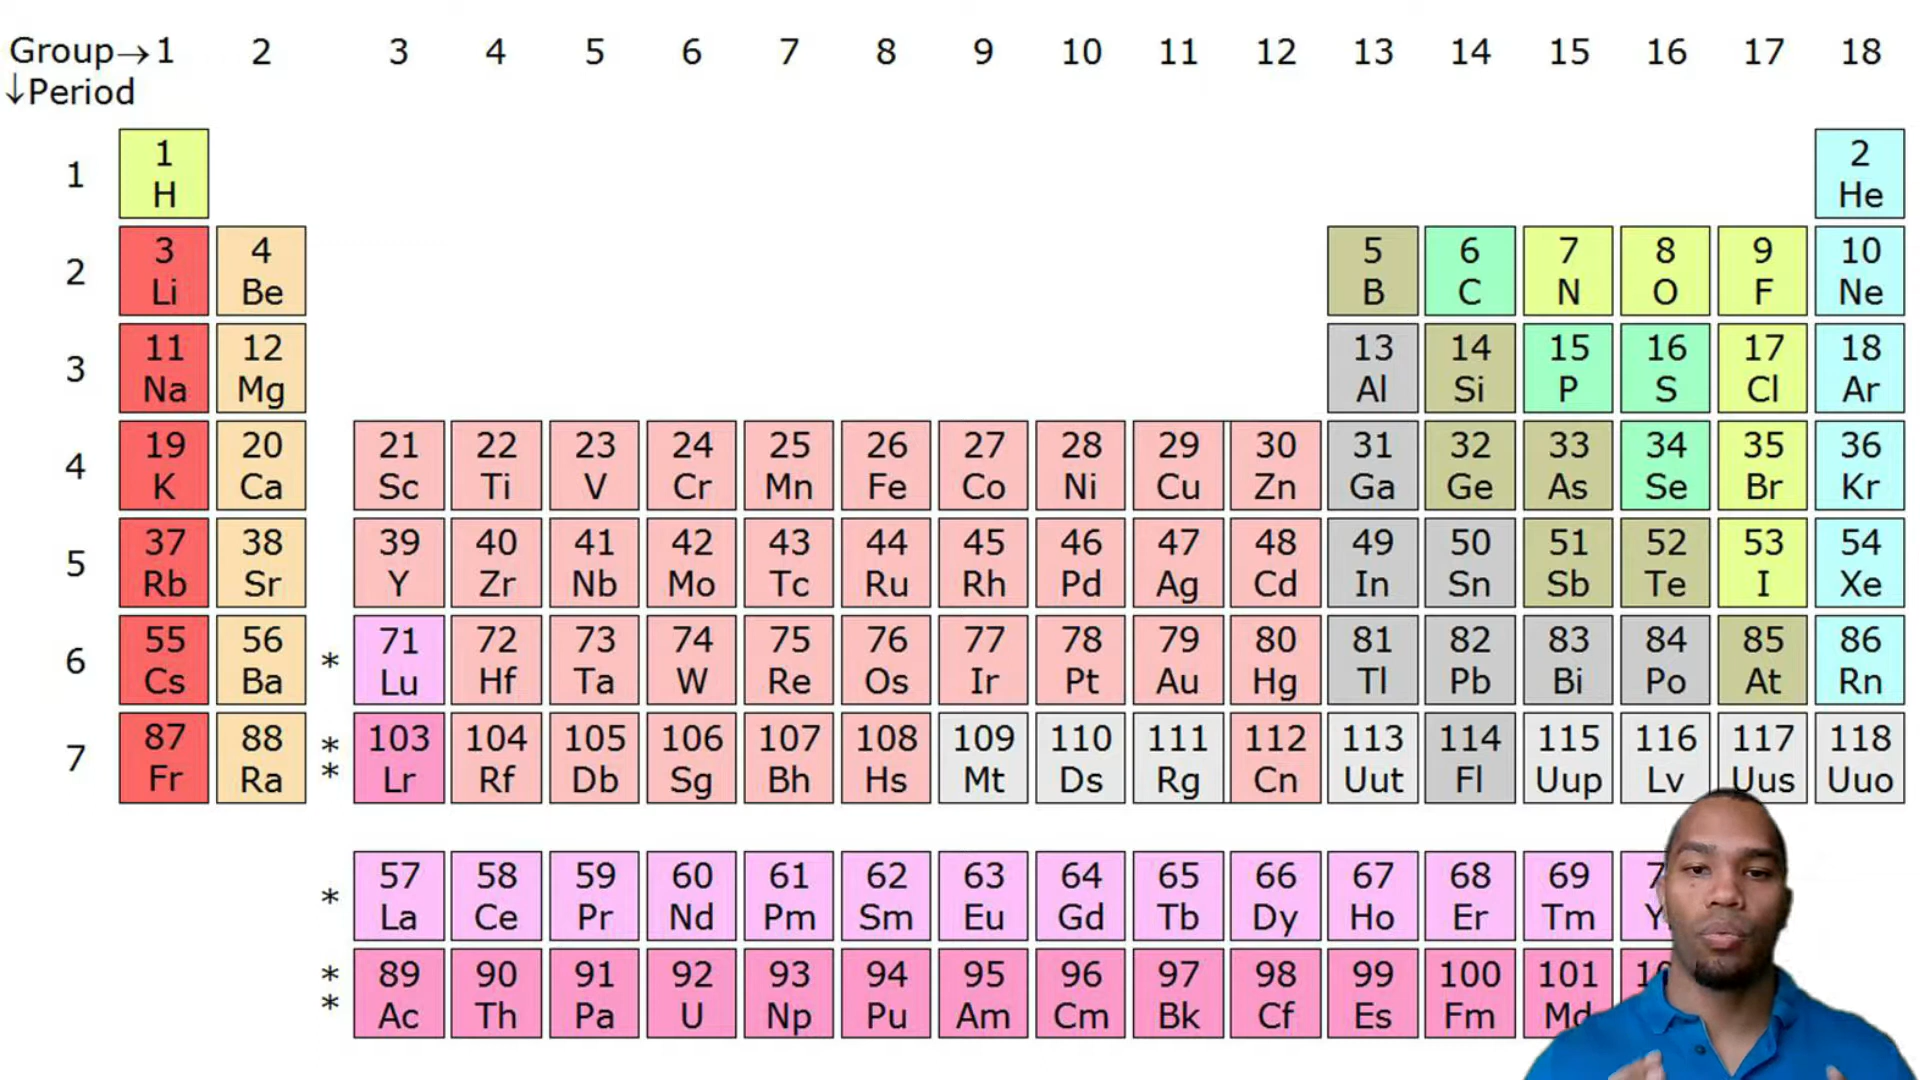 Group→1 2 3 4 5 6 7 8 9 10 11 12 13 14 15 16 17 18
↓Period
1 2
1 H He
3 4 5 6 7 8 9 10
2 Li Be B C N O F Ne
11 12 13 14 15 16 17 18
3 Na Mg Al Si P S Cl Ar
19 20 21 22 23 24 25 26 27 28 29 30 31 32 33 34 35 36
4 K Ca Sc Ti V Cr Mn Fe Co Ni Cu Zn Ga Ge As Se Br Kr
37 38 39 40 41 42 43 44 45 46 47 48 49 50 51 52 53 54
5 Rb Sr Y Zr Nb Mo Tc Ru Rh Pd Ag Cd In Sn Sb Te I Xe
55 56 71 72 73 74 75 76 77 78 79 80 81 82 83 84 85 86
6 Cs Ba * Lu Hf Ta W Re Os Ir Pt Au Hg Tl Pb Bi Po At Rn
87 88 * 103 104 105 106 107 108 109 110 111 112 113 114 115 116 117 118
7 Fr Ra * Lr Rf Db Sg Bh Hs Mt Ds Rg Cn Uut Fl Uup Lv Uus Uuo
57 58 59 60 61 62 63 64 65 66 67 68 69
* La Ce Pr Nd Pm Sm Eu Gd Tb Dy Ho Er Tm
* 89 90 91 92 93 94 95 96 97 98 99 100 101
* Ac Th Pa U Np Pu Am Cm Bk Cf Es Fm Md